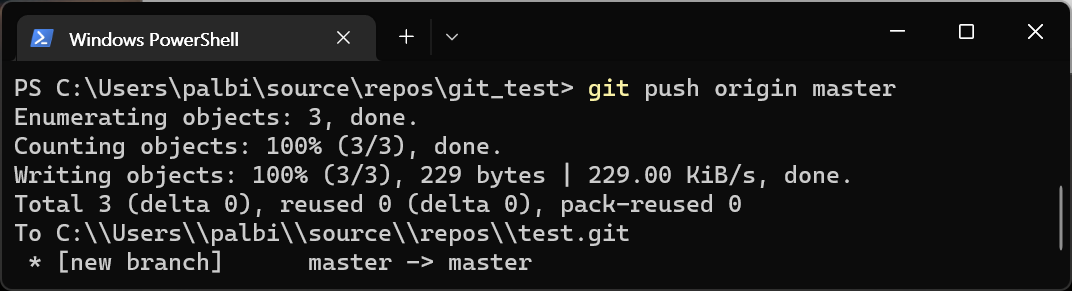 Windows PowerShell
PS C:\Users\palbi\source\repos\git_test> git push origin master
Enumerating objects: 3, done.
Counting objects: 100% (3/3), done.
Writing objects: 100% (3/3), 229 bytes | 229.00 KiB/s, done.
Total 3 (delta 0), reused 0 (delta 0), pack-reused 0
To C:\\Users\\palbi\\source\\repos\\test.git
 * [new branch]      master -> master